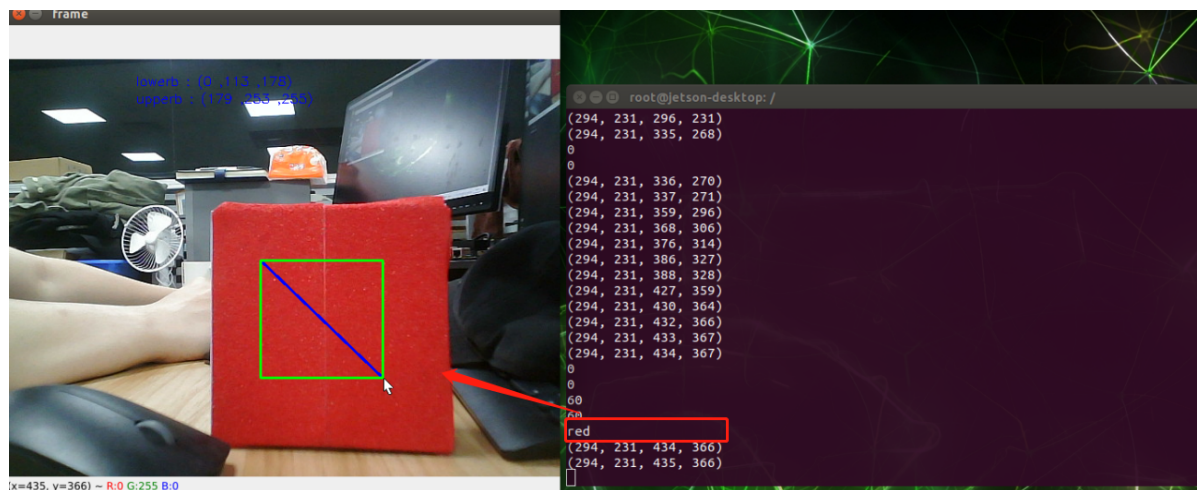 frame
lowerb : (0 ,113 ,178)
upperb : (179 ,253 ,255)
(x=435, y=366) ~ R:0 G:255 B:0
root@jetson-desktop: /
(294, 231, 296, 231)
(294, 231, 335, 268)
0
0
(294, 231, 336, 270)
(294, 231, 337, 271)
(294, 231, 359, 296)
(294, 231, 368, 306)
(294, 231, 376, 314)
(294, 231, 386, 327)
(294, 231, 388, 328)
(294, 231, 427, 359)
(294, 231, 430, 364)
(294, 231, 432, 366)
(294, 231, 433, 367)
(294, 231, 434, 367)
0
0
60
60
red
(294, 231, 434, 366)
(294, 231, 435, 366)